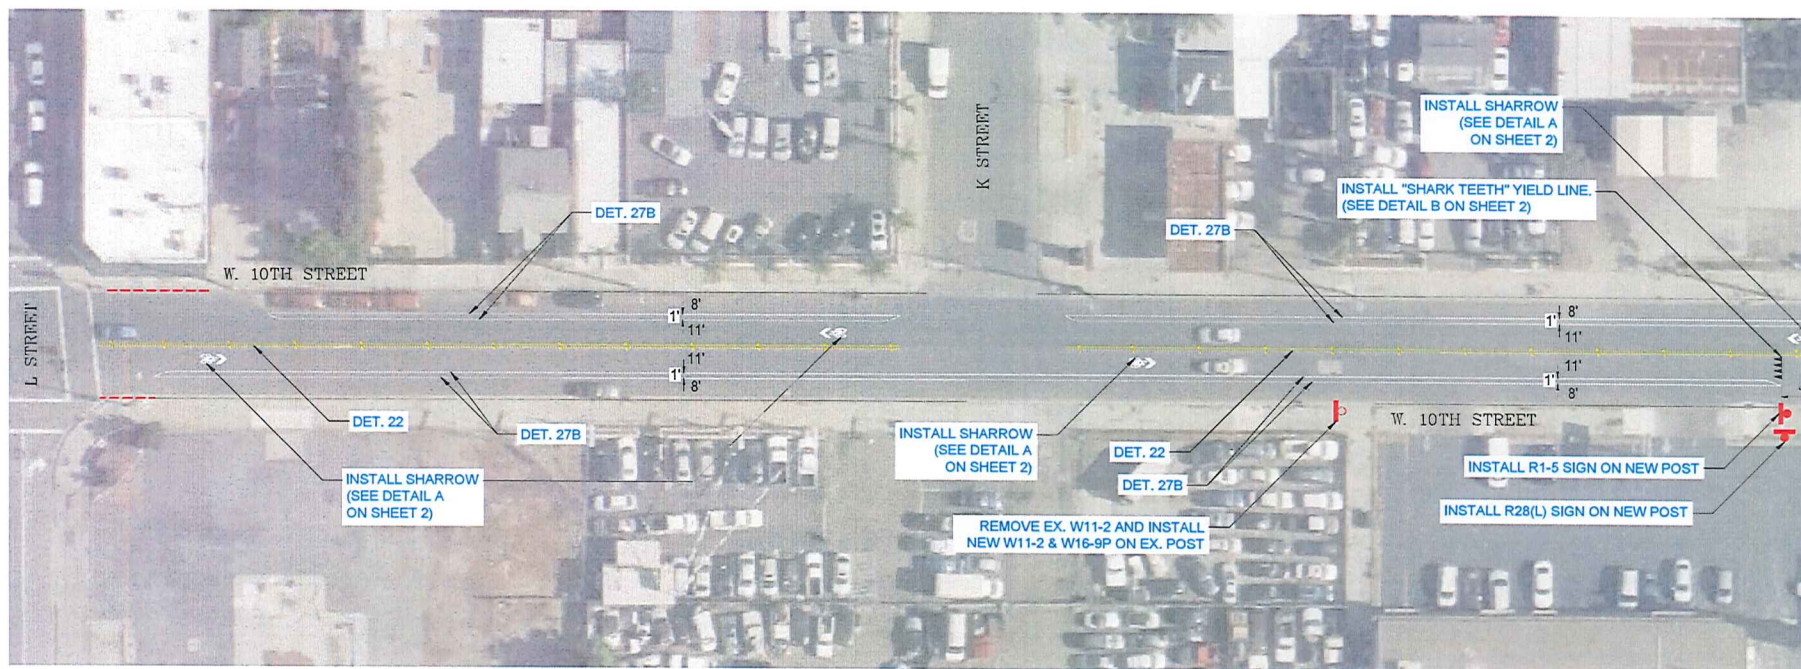 INSTALL SHARROW
(SEE DETAIL A
ON SHEET 2)
K STREET
INSTALL "SHARK TEETH" YIELD LINE.
(SEE DETAIL B ON SHEET 2)
DET. 27B
DET. 27B
W. 10TH STREET
L STREET
8'
1'
11'
11'
1'
8'
8'
1'
11'
11'
1'
8'
DET. 22
DET. 27B
INSTALL SHARROW
(SEE DETAIL A
ON SHEET 2)
INSTALL SHARROW
(SEE DETAIL A
ON SHEET 2)
DET. 22
DET. 27B
W. 10TH STREET
REMOVE EX. W11-2 AND INSTALL
NEW W11-2 & W16-9P ON EX. POST
INSTALL R1-5 SIGN ON NEW POST
INSTALL R28(L) SIGN ON NEW POST